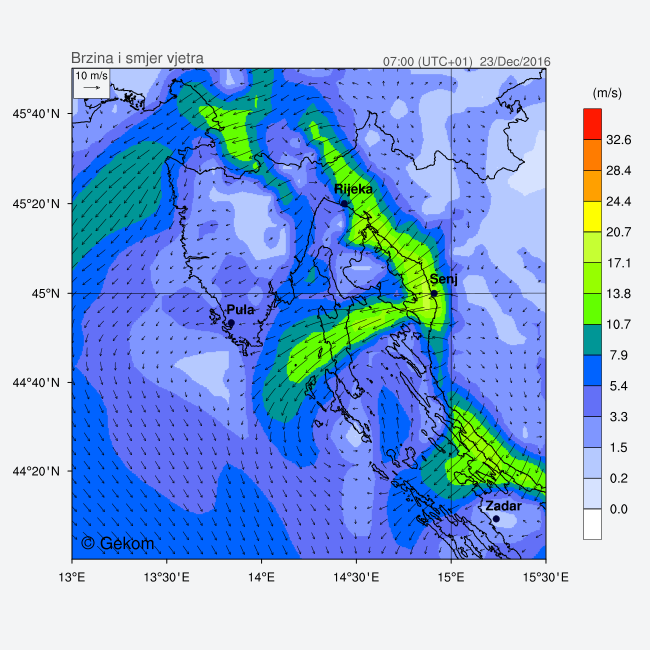 Brzina i smjer vjetra
07:00 (UTC+01) 23/Dec/2016
10 m/s
(m/s)
45°40'N
45°20'N
45°N
44°40'N
44°20'N
Rijeka
Senj
Pula
Zadar
© Gekom
13°E
13°30'E
14°E
14°30'E
15°E
15°30'E
32.6
28.4
24.4
20.7
17.1
13.8
10.7
7.9
5.4
3.3
1.5
0.2
0.0